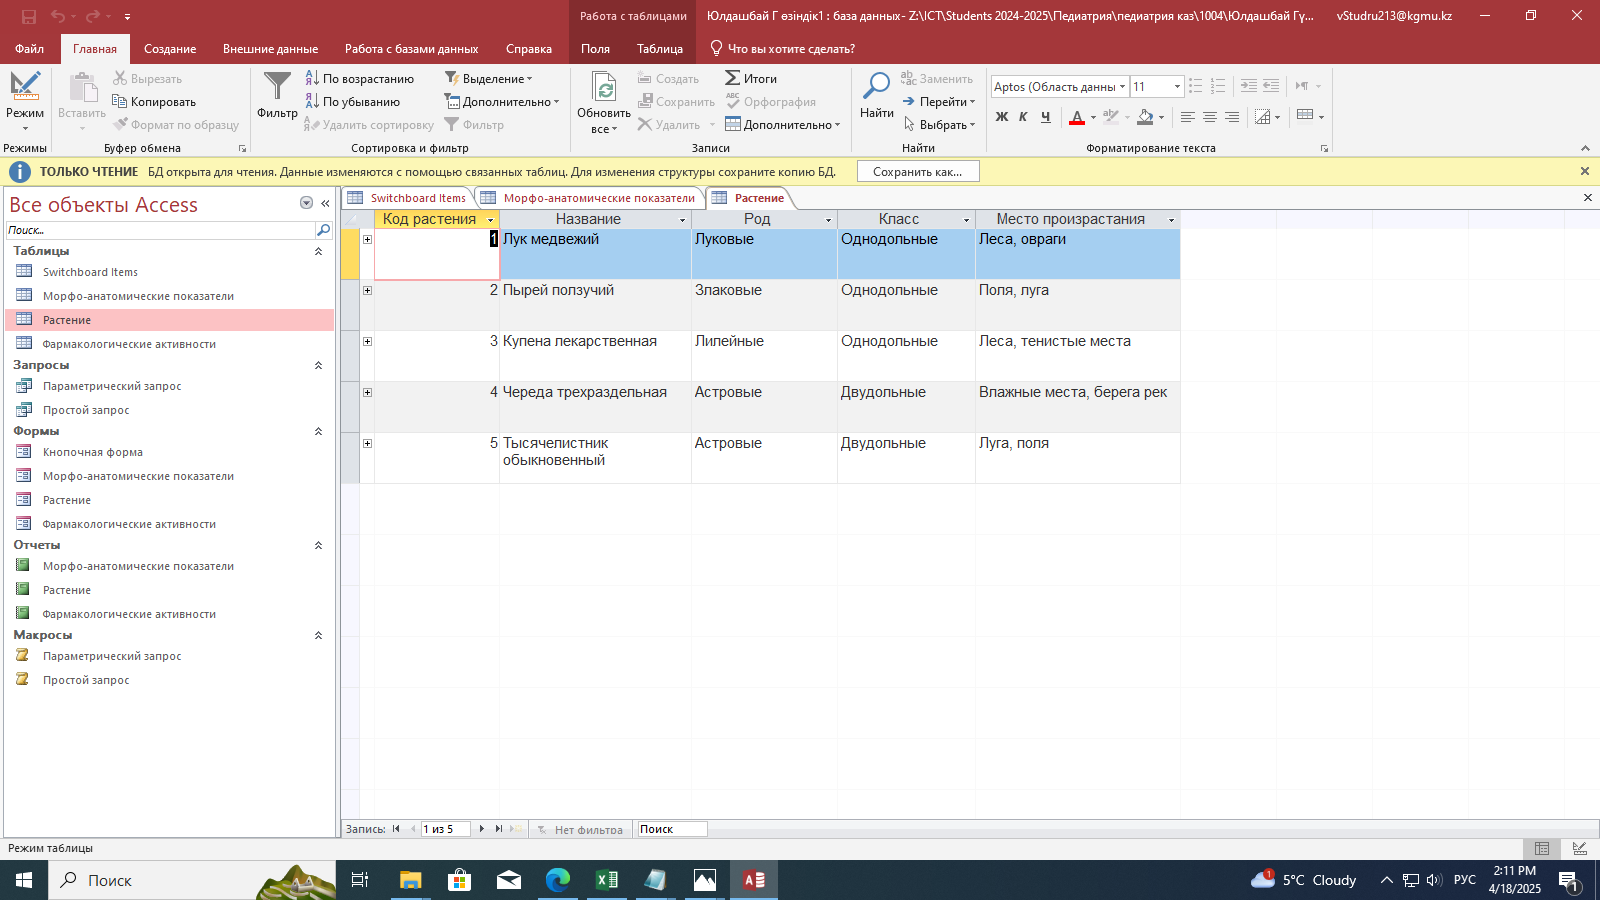 Работа с таблицами
Юлдашбай Г өзіндік1 : база данных- Z:\ICT\Students 2024-2025\Педиатрия\педиатрия каз\1004\Юлдашбай Гү...
vStudru213@kgmu.kz
Файл Главная Создание Внешние данные Работа с базами данных Справка Поля Таблица Что вы хотите сделать?
Режим
Режимы
Вставить
Вырезать
Копировать
Формат по образцу
Буфер обмена
Фильтр
По возрастанию
По убыванию
Удалить сортировку
Выделение
Дополнительно
Фильтр
Сортировка и фильтр
Обновить
все
Создать
Сохранить
Удалить
Итоги
Орфография
Дополнительно
Записи
Найти
Заменить
Перейти
Выбрать
Найти
Aptos (Область данны 11
Ж К Ч
Форматирование текста
ТОЛЬКО ЧТЕНИЕ БД открыта для чтения. Данные изменяются с помощью связанных таблиц. Для изменения структуры сохраните копию БД. Сохранить как...
Все объекты Access
Поиск...
Таблицы
Switchboard Items
Морфо-анатомические показатели
Растение
Фармакологические активности
Запросы
Параметрический запрос
Простой запрос
Формы
Кнопочная форма
Морфо-анатомические показатели
Растение
Фармакологические активности
Отчеты
Морфо-анатомические показатели
Растение
Фармакологические активности
Макросы
Параметрический запрос
Простой запрос
Switchboard Items Морфо-анатомические показатели Растение
Код растения Название Род Класс Место произрастания
1 Лук медвежий Луковые Однодольные Леса, овраги
2 Пырей ползучий Злаковые Однодольные Поля, луга
3 Купена лекарственная Лилейные Однодольные Леса, тенистые места
4 Череда трехраздельная Астровые Двудольные Влажные места, берега рек
5 Тысячелистник Астровые Двудольные Луга, поля
обыкновенный
Запись: 1 из 5 Нет фильтра Поиск
Режим таблицы
Поиск
5°C Cloudy
РУС
2:11 PM
4/18/2025